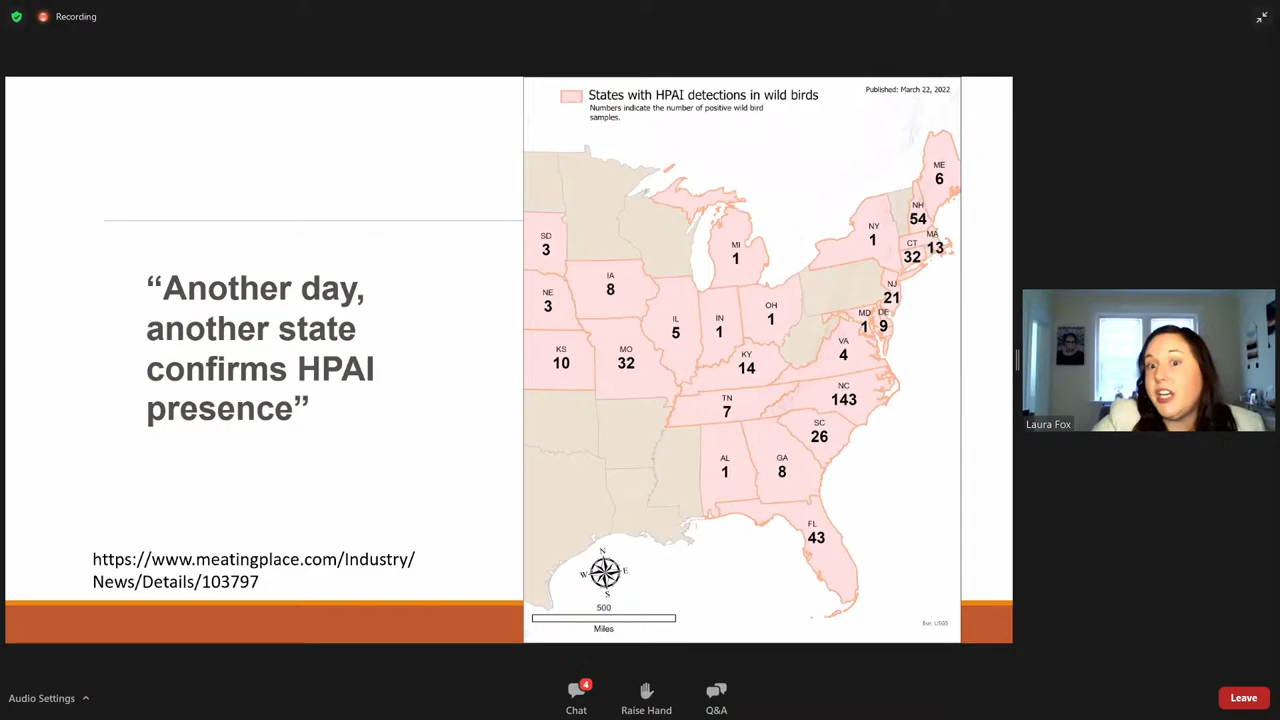 Recording
“Another day,
another state
confirms HPAI
presence”
https://www.meatingplace.com/Industry/
News/Details/103797
States with HPAI detections in wild birds
Numbers indicate the number of positive wild bird
samples.
Published: March 22, 2022
ME
6
NH
54
NY
1
MA
13
CT
32
SD
3
MI
1
IA
8
NE
3
NJ
21
OH
1
IL
5
IN
1
MD
1
DE
9
VA
4
KS
10
MO
32
KY
14
NC
143
TN
7
SC
26
AL
1
GA
8
FL
43
N
W E
S
500
Miles
Esri, USGS
Laura Fox
Audio Settings
4
Chat
Raise Hand
Q&A
Leave